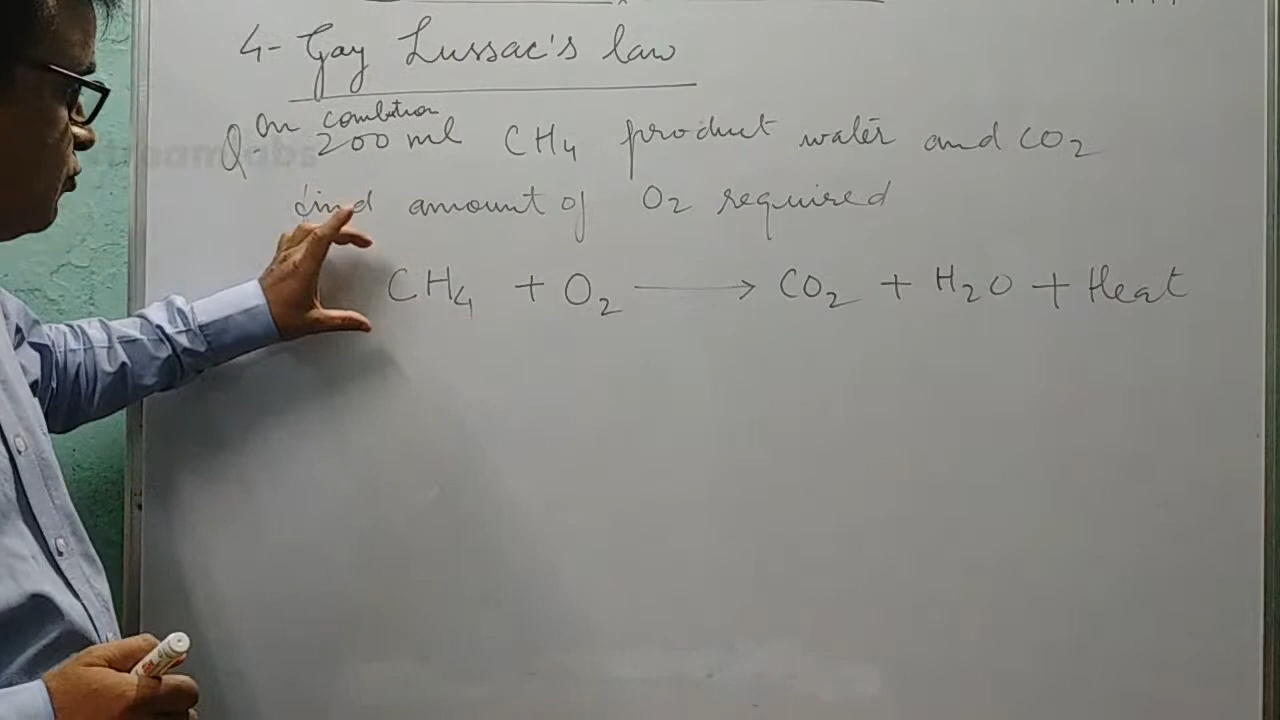 4- Gay Lussac's law
On combution
Q- 200 ml CH4 product water and CO2
find amount of O2 required
CH4 + O2 → CO2 + H2O + Heat